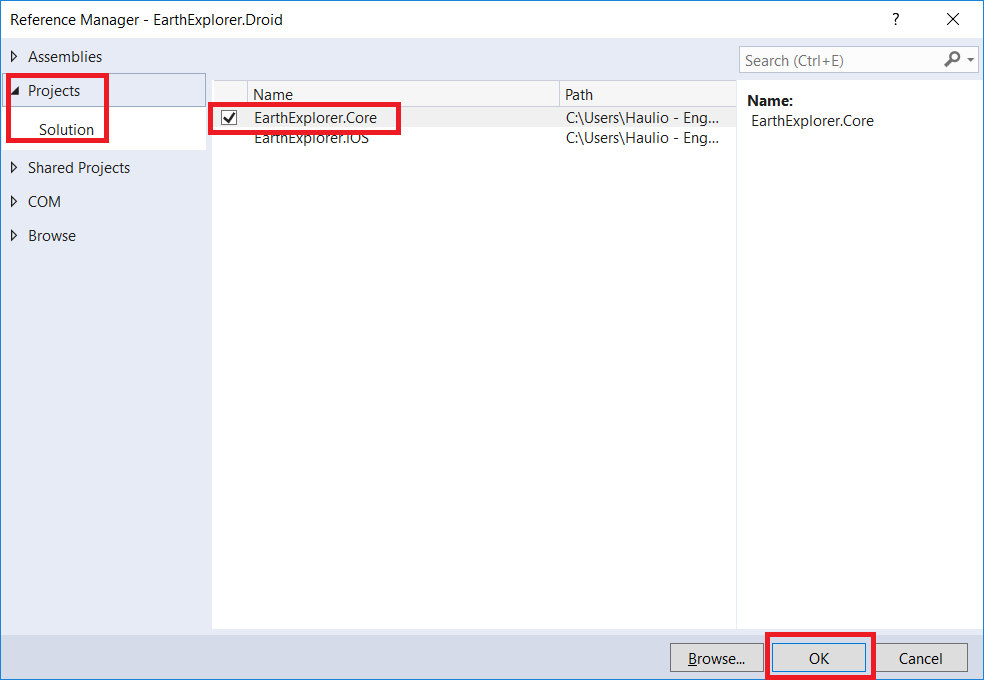 Reference Manager - EarthExplorer.Droid ?
Assemblies
Search (Ctrl+E)
Projects
Name Path
Name:
EarthExplorer.Core C:\Users\Haulio - Eng...
EarthExplorer.Core
Solution
EarthExplorer.iOS C:\Users\Haulio - Eng...
Shared Projects
COM
Browse
Browse... OK Cancel